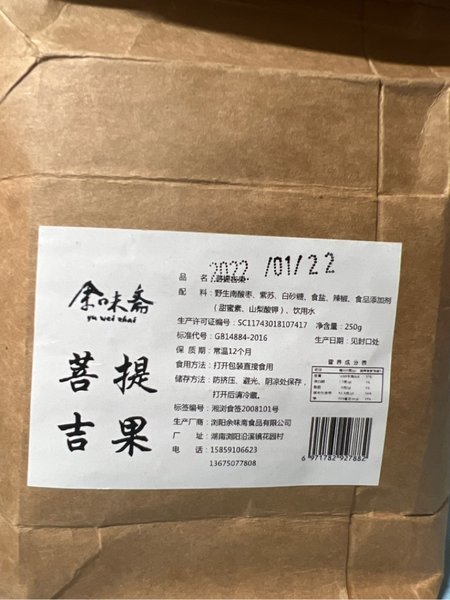 余味斋
yu wei zhai
菩提
吉果
2022/01/22
品 名：菩提吉果
配 料：野生南酸枣、紫苏、白砂糖、食盐、辣椒、食品添加剂
（甜蜜素、山梨酸钾）、饮用水
生产许可证编号：SC11743018107417 净含量：250g
标准代号：GB14884-2016 生产日期：见封口处
保 质 期：常温12个月
食用方法：打开包装直接食用
储存方法：防挤压、避光、阴凉处保存，
打开后请冷藏。
标签编号：湘浏食签2008101号
生产厂商：浏阳余味斋食品有限公司
厂 址：湖南浏阳沿溪镇花园村
电 话：15859106623
13675077808
营养成分表
6 971782 927882